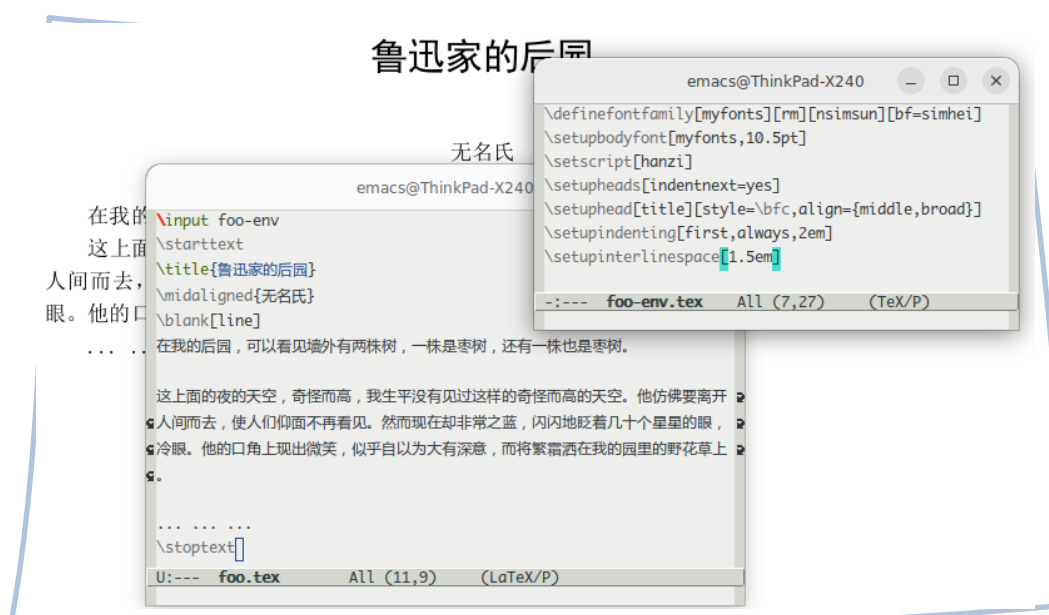 鲁迅家的后园
无名氏
在我的
这上面
人间而去，
眼。他的口
... ..
emacs@ThinkPad-X240
\definefontfamily[myfonts][rm][nsimsun][bf=simhei]
\setupbodyfont[myfonts,10.5pt]
\setscript[hanzi]
\setupheads[indentnext=yes]
\setuphead[title][style=\bfc,align={middle,broad}]
\setupindenting[first,always,2em]
\setupinterlinespace[1.5em]
-:--- foo-env.tex All (7,27) (TeX/P)
emacs@ThinkPad-X240
\input foo-env
\starttext
\title{鲁迅家的后园}
\midaligned{无名氏}
\blank[line]
在我的后园，可以看见墙外有两株树，一株是枣树，还有一株也是枣树。
这上面的夜的天空，奇怪而高，我生平没有见过这样的奇怪而高的天空。他仿佛要离开
人间而去，使人们仰面不再看见。然而现在却非常之蓝，闪闪地眨着几十个星星的眼，
冷眼。他的口角上现出微笑，似乎自以为大有深意，而将繁霜洒在我的园里的野花草上
。
... ... ...
\stoptext
U:--- foo.tex All (11,9) (LaTeX/P)